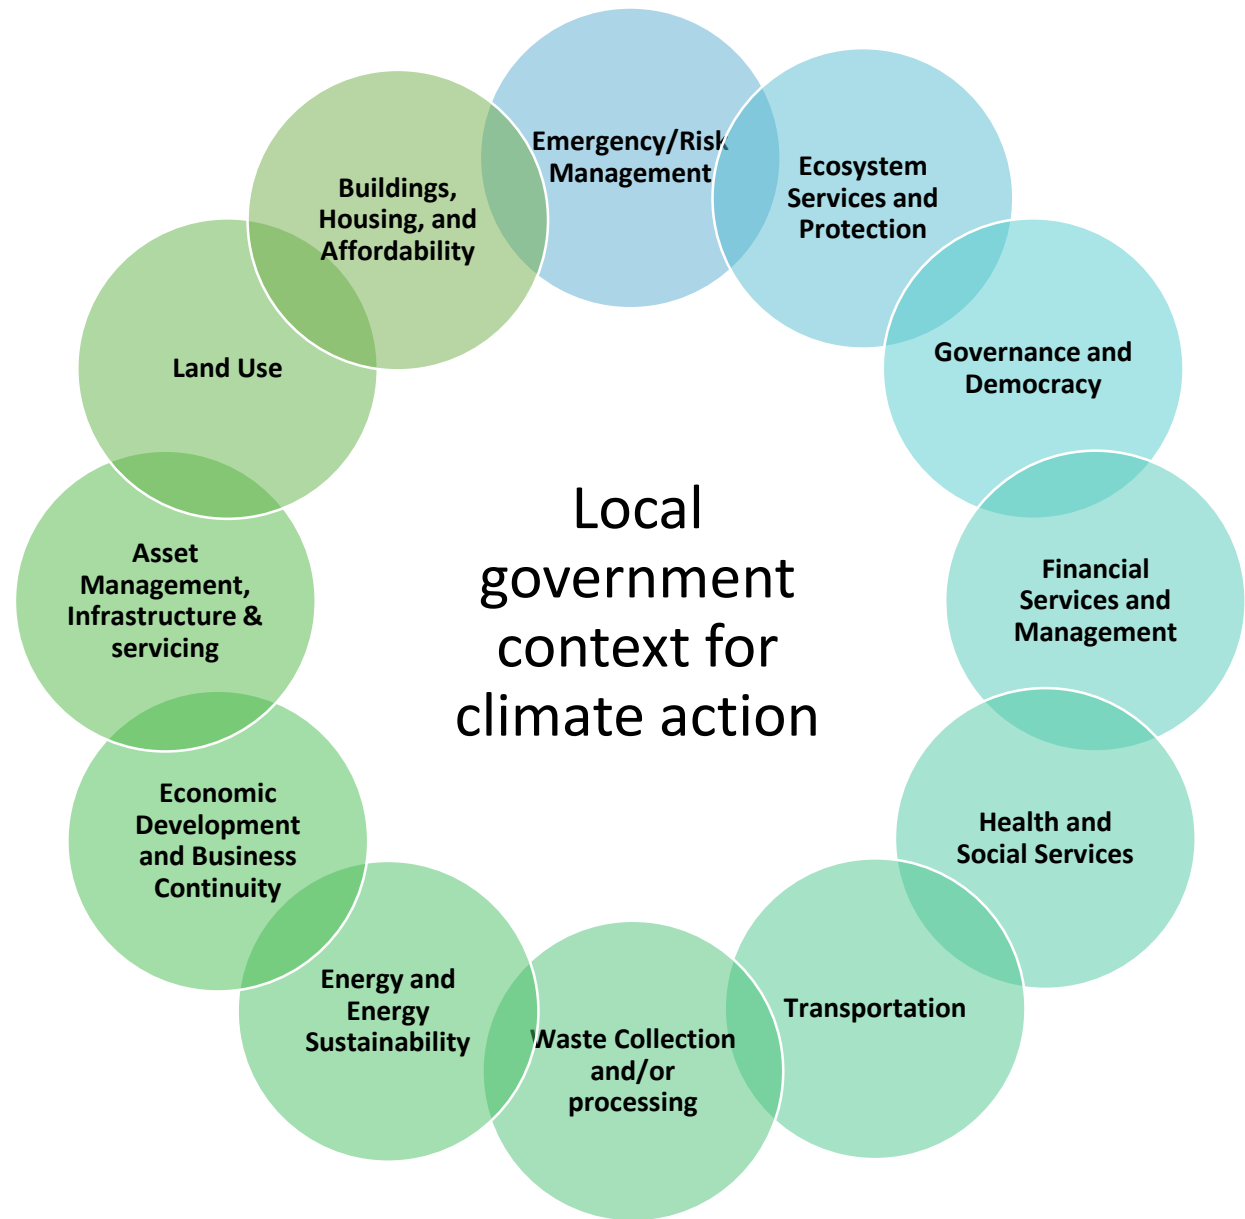 Emergency/Risk
Management
Ecosystem
Services and
Protection
Governance and
Democracy
Financial
Services and
Management
Health and
Social Services
Transportation
Waste Collection
and/or
processing
Energy and
Energy
Sustainability
Economic
Development
and Business
Continuity
Asset
Management,
Infrastructure &
servicing
Land Use
Buildings,
Housing, and
Affordability
Local
government
context for
climate action